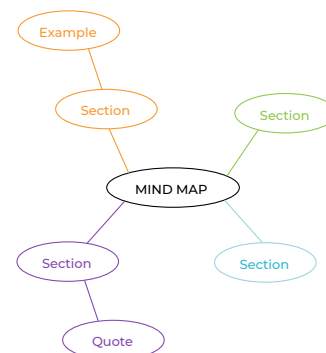 Example
Section
Section
MIND MAP
Section
Section
Quote